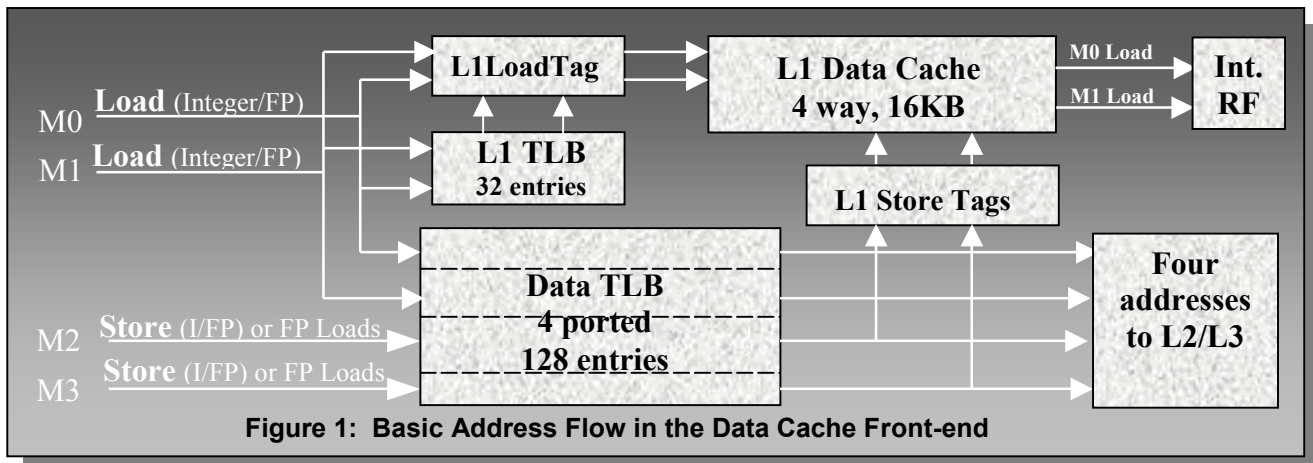 M0 Load (Integer/FP)
M1 Load (Integer/FP)
M2 Store (I/FP) or FP Loads
M3 Store (I/FP) or FP Loads
L1LoadTag
L1 TLB
32 entries
Data TLB
4 ported
128 entries
L1 Data Cache
4 way, 16KB
L1 Store Tags
M0 Load
M1 Load
Int.
RF
Four
addresses
to L2/L3
Figure 1: Basic Address Flow in the Data Cache Front-end